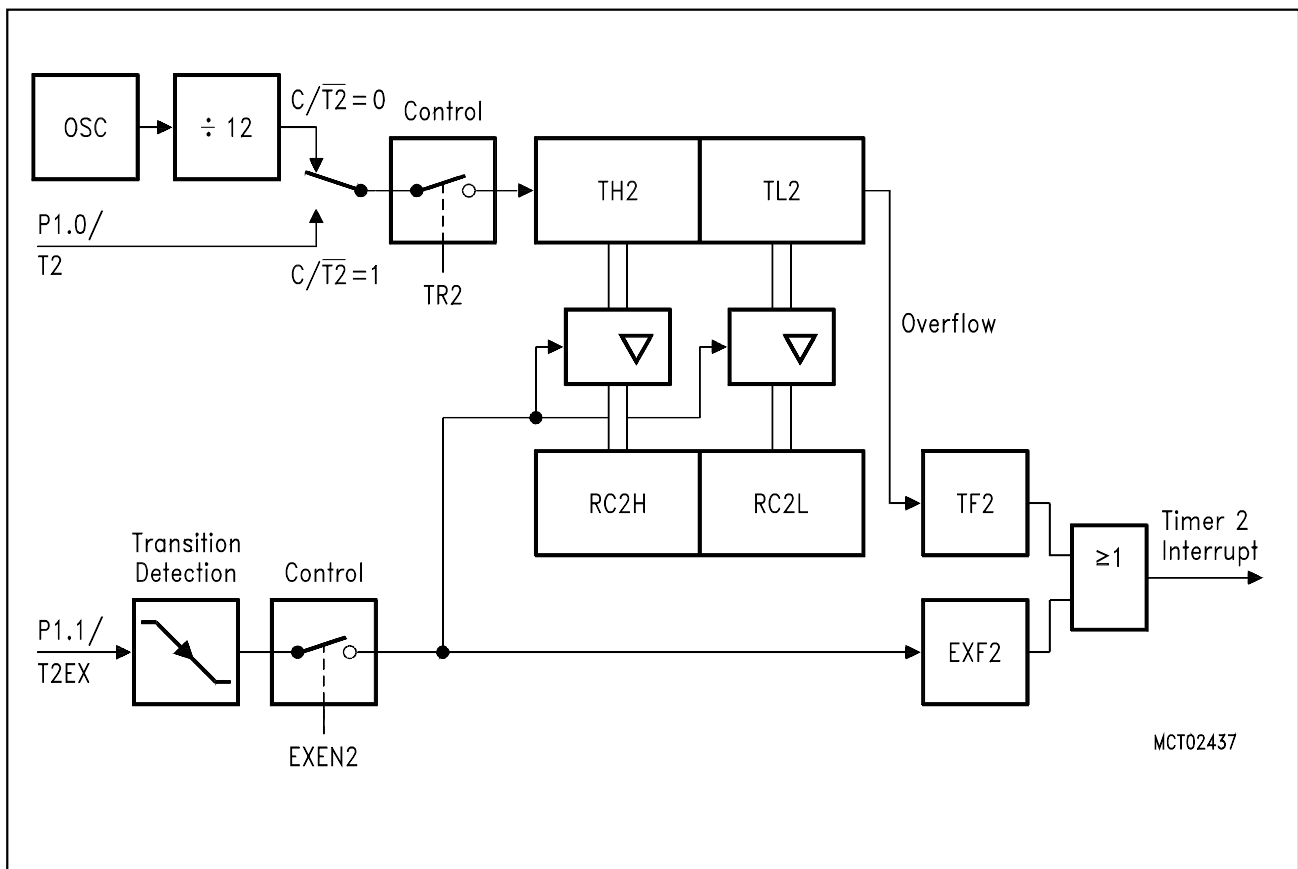 OSC
÷ 12
C/T2̅=0
Control
TH2
TL2
P1.0/
T2
C/T2̅=1
TR2
Overflow
RC2H
RC2L
TF2
Transition
Detection
Control
≥1
Timer 2
Interrupt
P1.1/
T2EX
EXF2
EXEN2
MCT02437